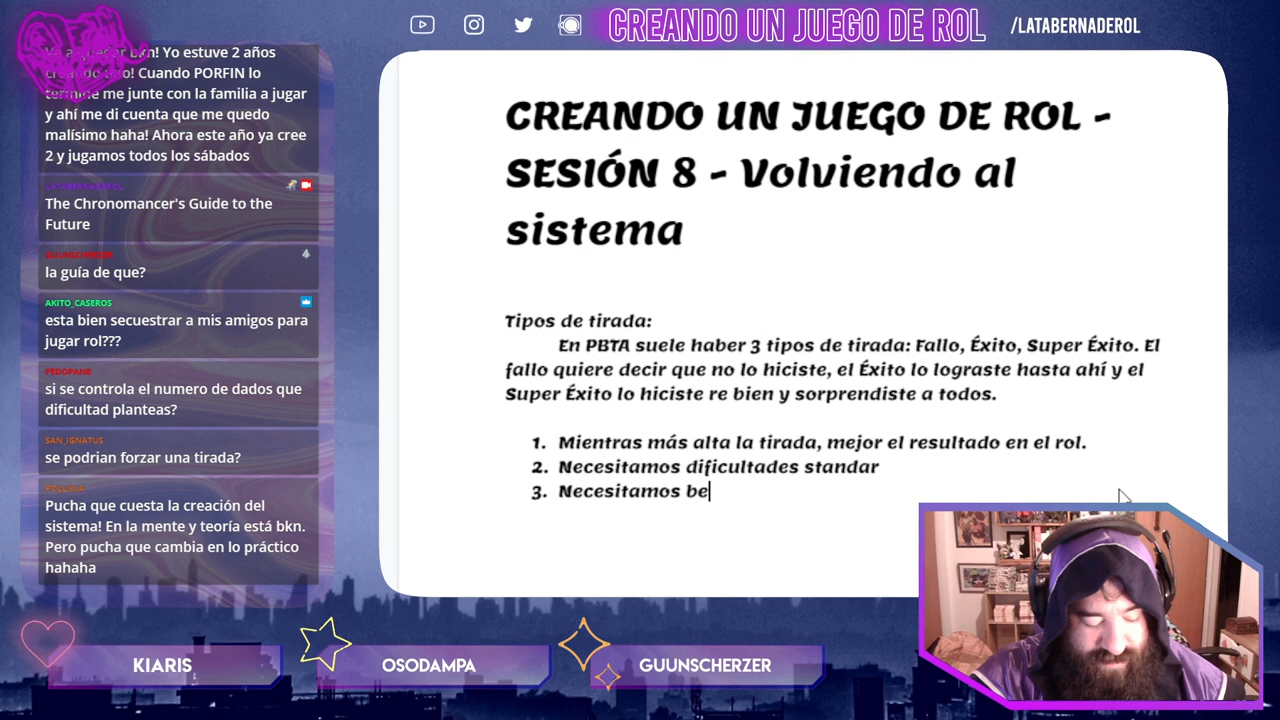 CREANDO UN JUEGO DE ROL
/LATABERNADEROL
bkn! Yo estuve 2 años
Cuando PORFIN lo
termine me junte con la familia a jugar
y ahí me di cuenta que me quedo
malísimo haha! Ahora este año ya cree
2 y jugamos todos los sábados
LATABERNADEROL
The Chronomancer's Guide to the
Future
GUUNSCHERZER
la guía de que?
AKITO_CASEROS
esta bien secuestrar a mis amigos para
jugar rol???
FEDOPANE
si se controla el numero de dados que
dificultad planteas?
SAN_IGNATUS
se podrian forzar una tirada?
Pucha que cuesta la creación del
sistema! En la mente y teoría está bkn.
Pero pucha que cambia en lo práctico
hahaha
CREANDO UN JUEGO DE ROL -
SESIÓN 8 - Volviendo al
sistema
Tipos de tirada:
En PBTA suele haber 3 tipos de tirada: Fallo, Éxito, Super Éxito. El
fallo quiere decir que no lo hiciste, el Éxito lo lograste hasta ahí y el
Super Éxito lo hiciste re bien y sorprendiste a todos.
1. Mientras más alta la tirada, mejor el resultado en el rol.
2. Necesitamos dificultades standar
3. Necesitamos be
KIARIS
OSODAMPA
GUUNSCHERZER